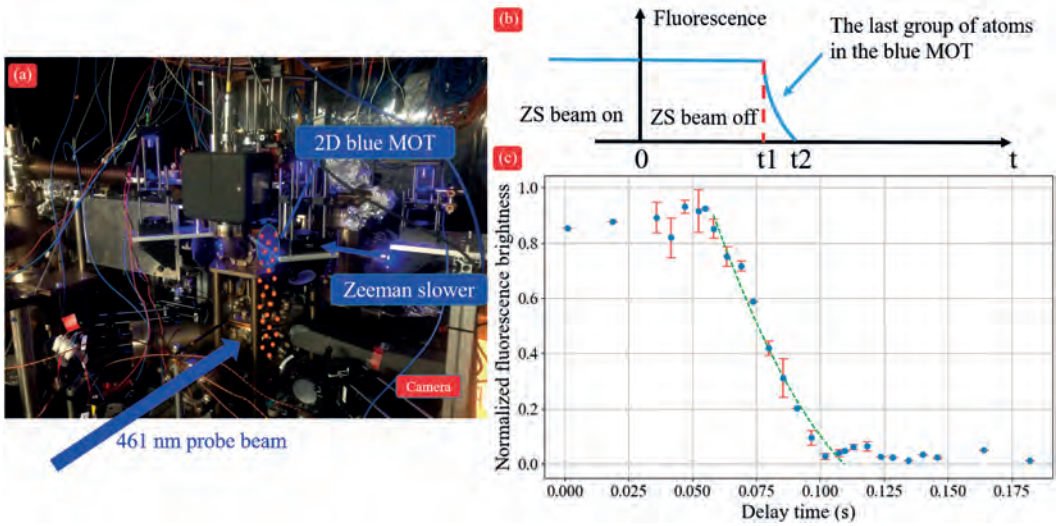 (a)
2D blue MOT
Zeeman slower
Camera
461 nm probe beam
(b)
Fluorescence
The last group of atoms
in the blue MOT
ZS beam on
ZS beam off
0
t1
t2
t
(c)
Normalized fluorescence brightness
1.0
0.8
0.6
0.4
0.2
0.0
0.000
0.025
0.050
0.075
0.100
0.125
0.150
0.175
Delay time (s)